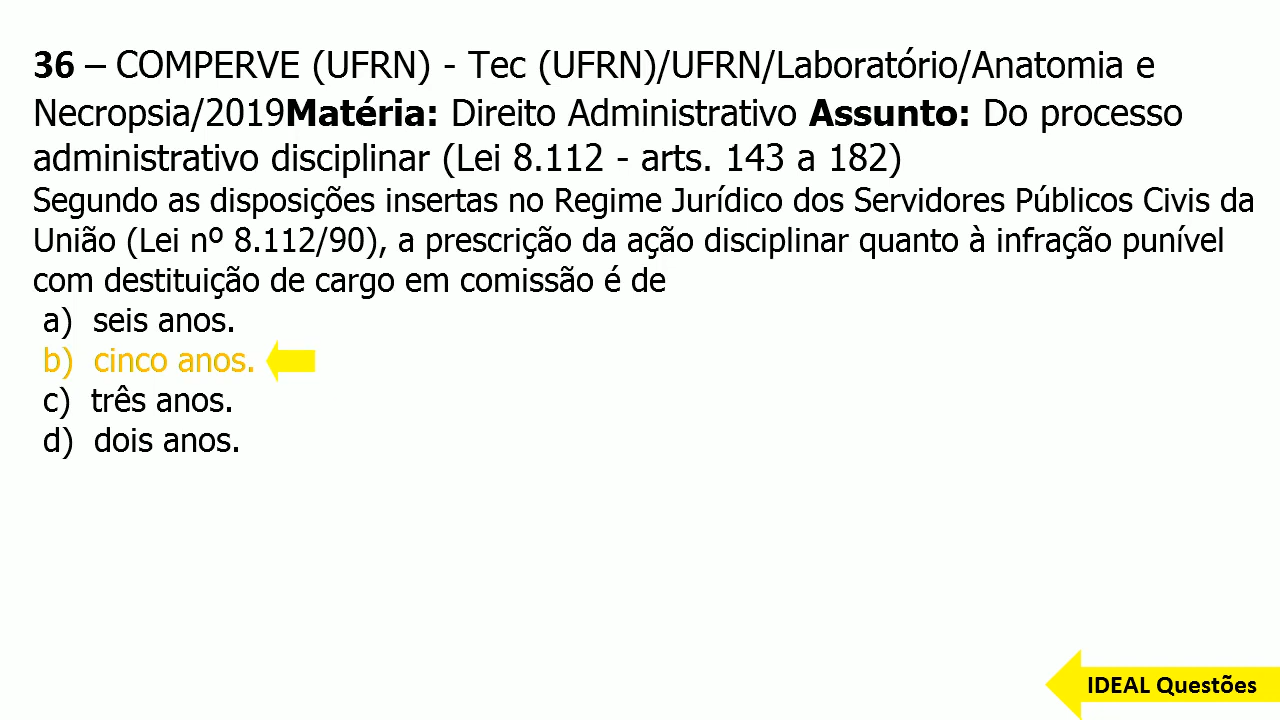 36 – COMPERVE (UFRN) - Tec (UFRN)/UFRN/Laboratório/Anatomia e
Necropsia/2019Matéria: Direito Administrativo Assunto: Do processo
administrativo disciplinar (Lei 8.112 - arts. 143 a 182)
Segundo as disposições insertas no Regime Jurídico dos Servidores Públicos Civis da
União (Lei nº 8.112/90), a prescrição da ação disciplinar quanto à infração punível
com destituição de cargo em comissão é de
a) seis anos.
b) cinco anos.
c) três anos.
d) dois anos.
IDEAL Questões